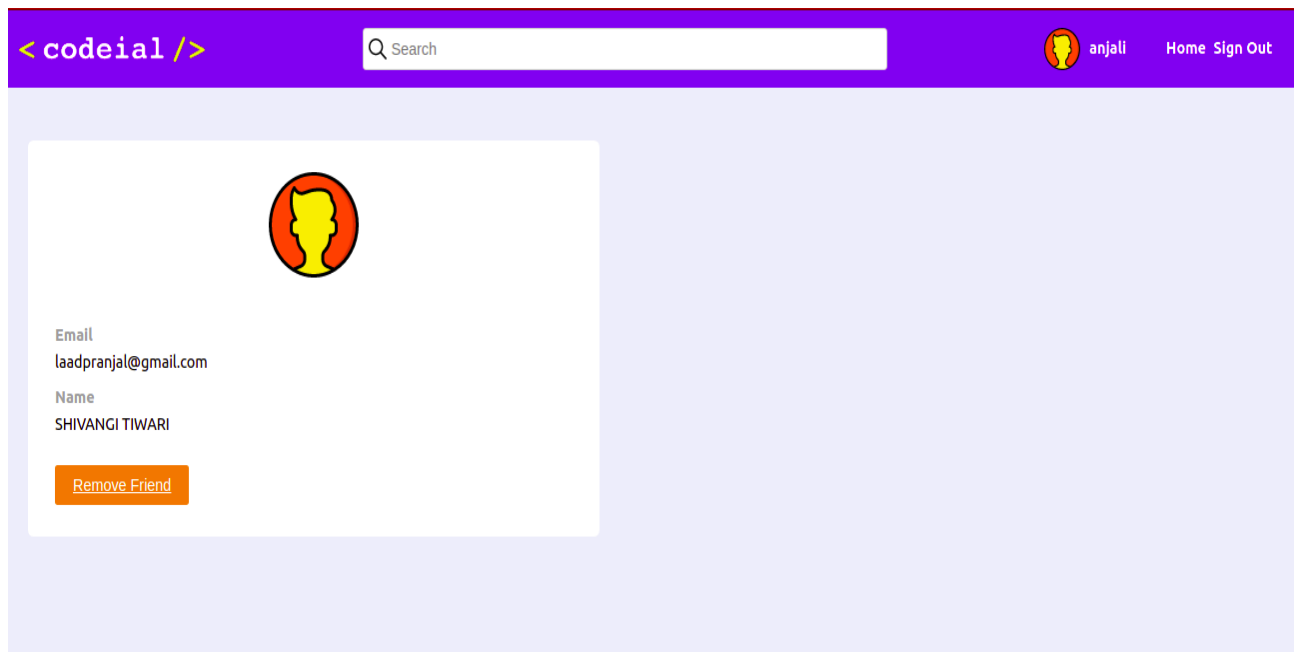 < codeial /> Search anjali Home Sign Out
Email
laadpranjal@gmail.com
Name
SHIVANGI TIWARI
Remove Friend